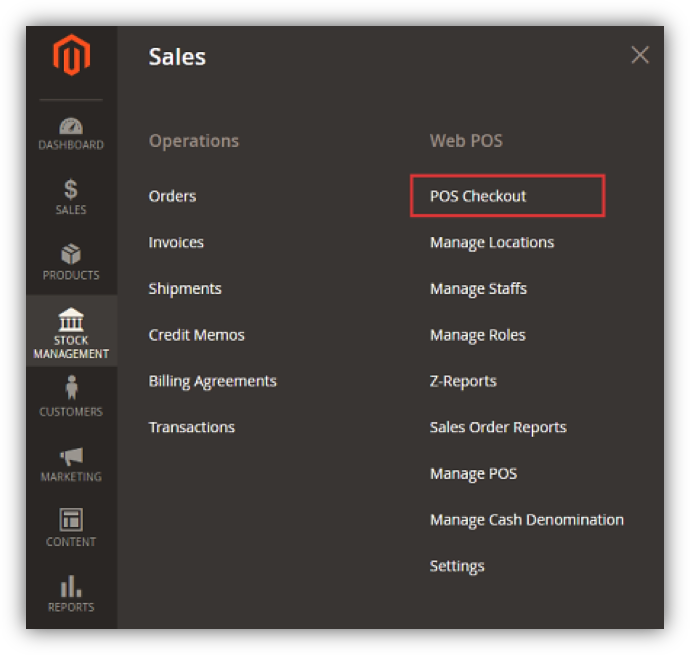 DASHBOARD
SALES
PRODUCTS
STOCK
MANAGEMENT
CUSTOMERS
MARKETING
CONTENT
REPORTS
Sales
Operations
Orders
Invoices
Shipments
Credit Memos
Billing Agreements
Transactions
Web POS
POS Checkout
Manage Locations
Manage Staffs
Manage Roles
Z-Reports
Sales Order Reports
Manage POS
Manage Cash Denomination
Settings